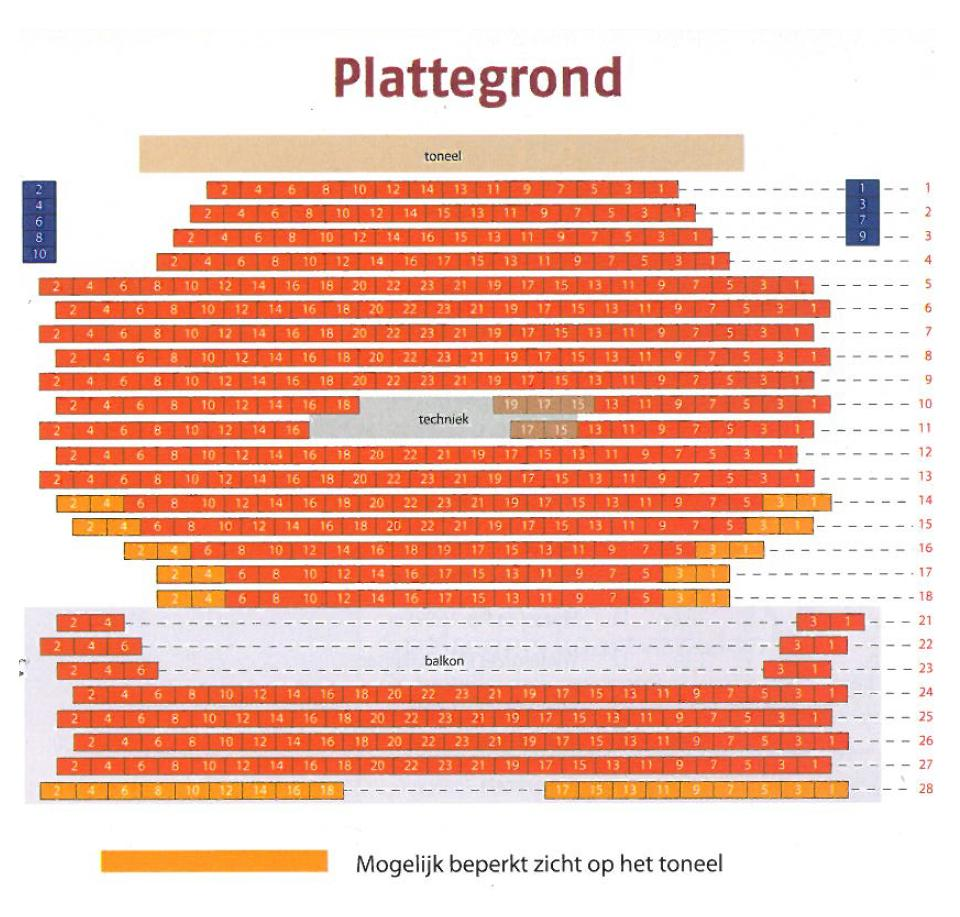 Plattegrond
toneel
2
4
6
8
10
1
3
7
9
2 4 6 8 10 12 14 13 11 9 7 5 3 1 1
2 4 6 8 10 12 14 15 13 11 9 7 5 3 1 2
2 4 6 8 10 12 14 16 15 13 11 9 7 5 3 1 3
2 4 6 8 10 12 14 16 17 15 13 11 9 7 5 3 1 4
2 4 6 8 10 12 14 16 18 20 22 23 21 19 17 15 13 11 9 7 5 3 1 5
2 4 6 8 10 12 14 16 18 20 22 23 21 19 17 15 13 11 9 7 5 3 1 6
2 4 6 8 10 12 14 16 18 20 22 23 21 19 17 15 13 11 9 7 5 3 1 7
2 4 6 8 10 12 14 16 18 20 22 23 21 19 17 15 13 11 9 7 5 3 1 8
2 4 6 8 10 12 14 16 18 20 22 23 21 19 17 15 13 11 9 7 5 3 1 9
2 4 6 8 10 12 14 16 18 19 17 15 13 11 9 7 5 3 1 10
techniek
2 4 6 8 10 12 14 16 17 15 13 11 9 7 5 3 1 11
2 4 6 8 10 12 14 16 18 20 22 21 19 17 15 13 11 9 7 5 3 1 12
2 4 6 8 10 12 14 16 18 20 22 23 21 19 17 15 13 11 9 7 5 3 1 13
2 4 6 8 10 12 14 16 18 20 22 23 21 19 17 15 13 11 9 7 5 3 1 14
2 4 6 8 10 12 14 16 18 20 22 21 19 17 15 13 11 9 7 5 3 1 15
2 4 6 8 10 12 14 16 18 19 17 15 13 11 9 7 5 3 1 16
2 4 6 8 10 12 14 16 17 15 13 11 9 7 5 3 1 17
2 4 6 8 10 12 14 16 17 15 13 11 9 7 5 3 1 18
2 4 3 1 21
2 4 6 3 1 22
balkon
2 4 6 3 1 23
2 4 6 8 10 12 14 16 18 20 22 23 21 19 17 15 13 11 9 7 5 3 1 24
2 4 6 8 10 12 14 16 18 20 22 23 21 19 17 15 13 11 9 7 5 3 1 25
2 4 6 8 10 12 14 16 18 20 22 23 21 19 17 15 13 11 9 7 5 3 1 26
2 4 6 8 10 12 14 16 18 20 22 23 21 19 17 15 13 11 9 7 5 3 1 27
2 4 6 8 10 12 14 16 18 17 15 13 11 9 7 5 3 1 28
Mogelijk beperkt zicht op het toneel